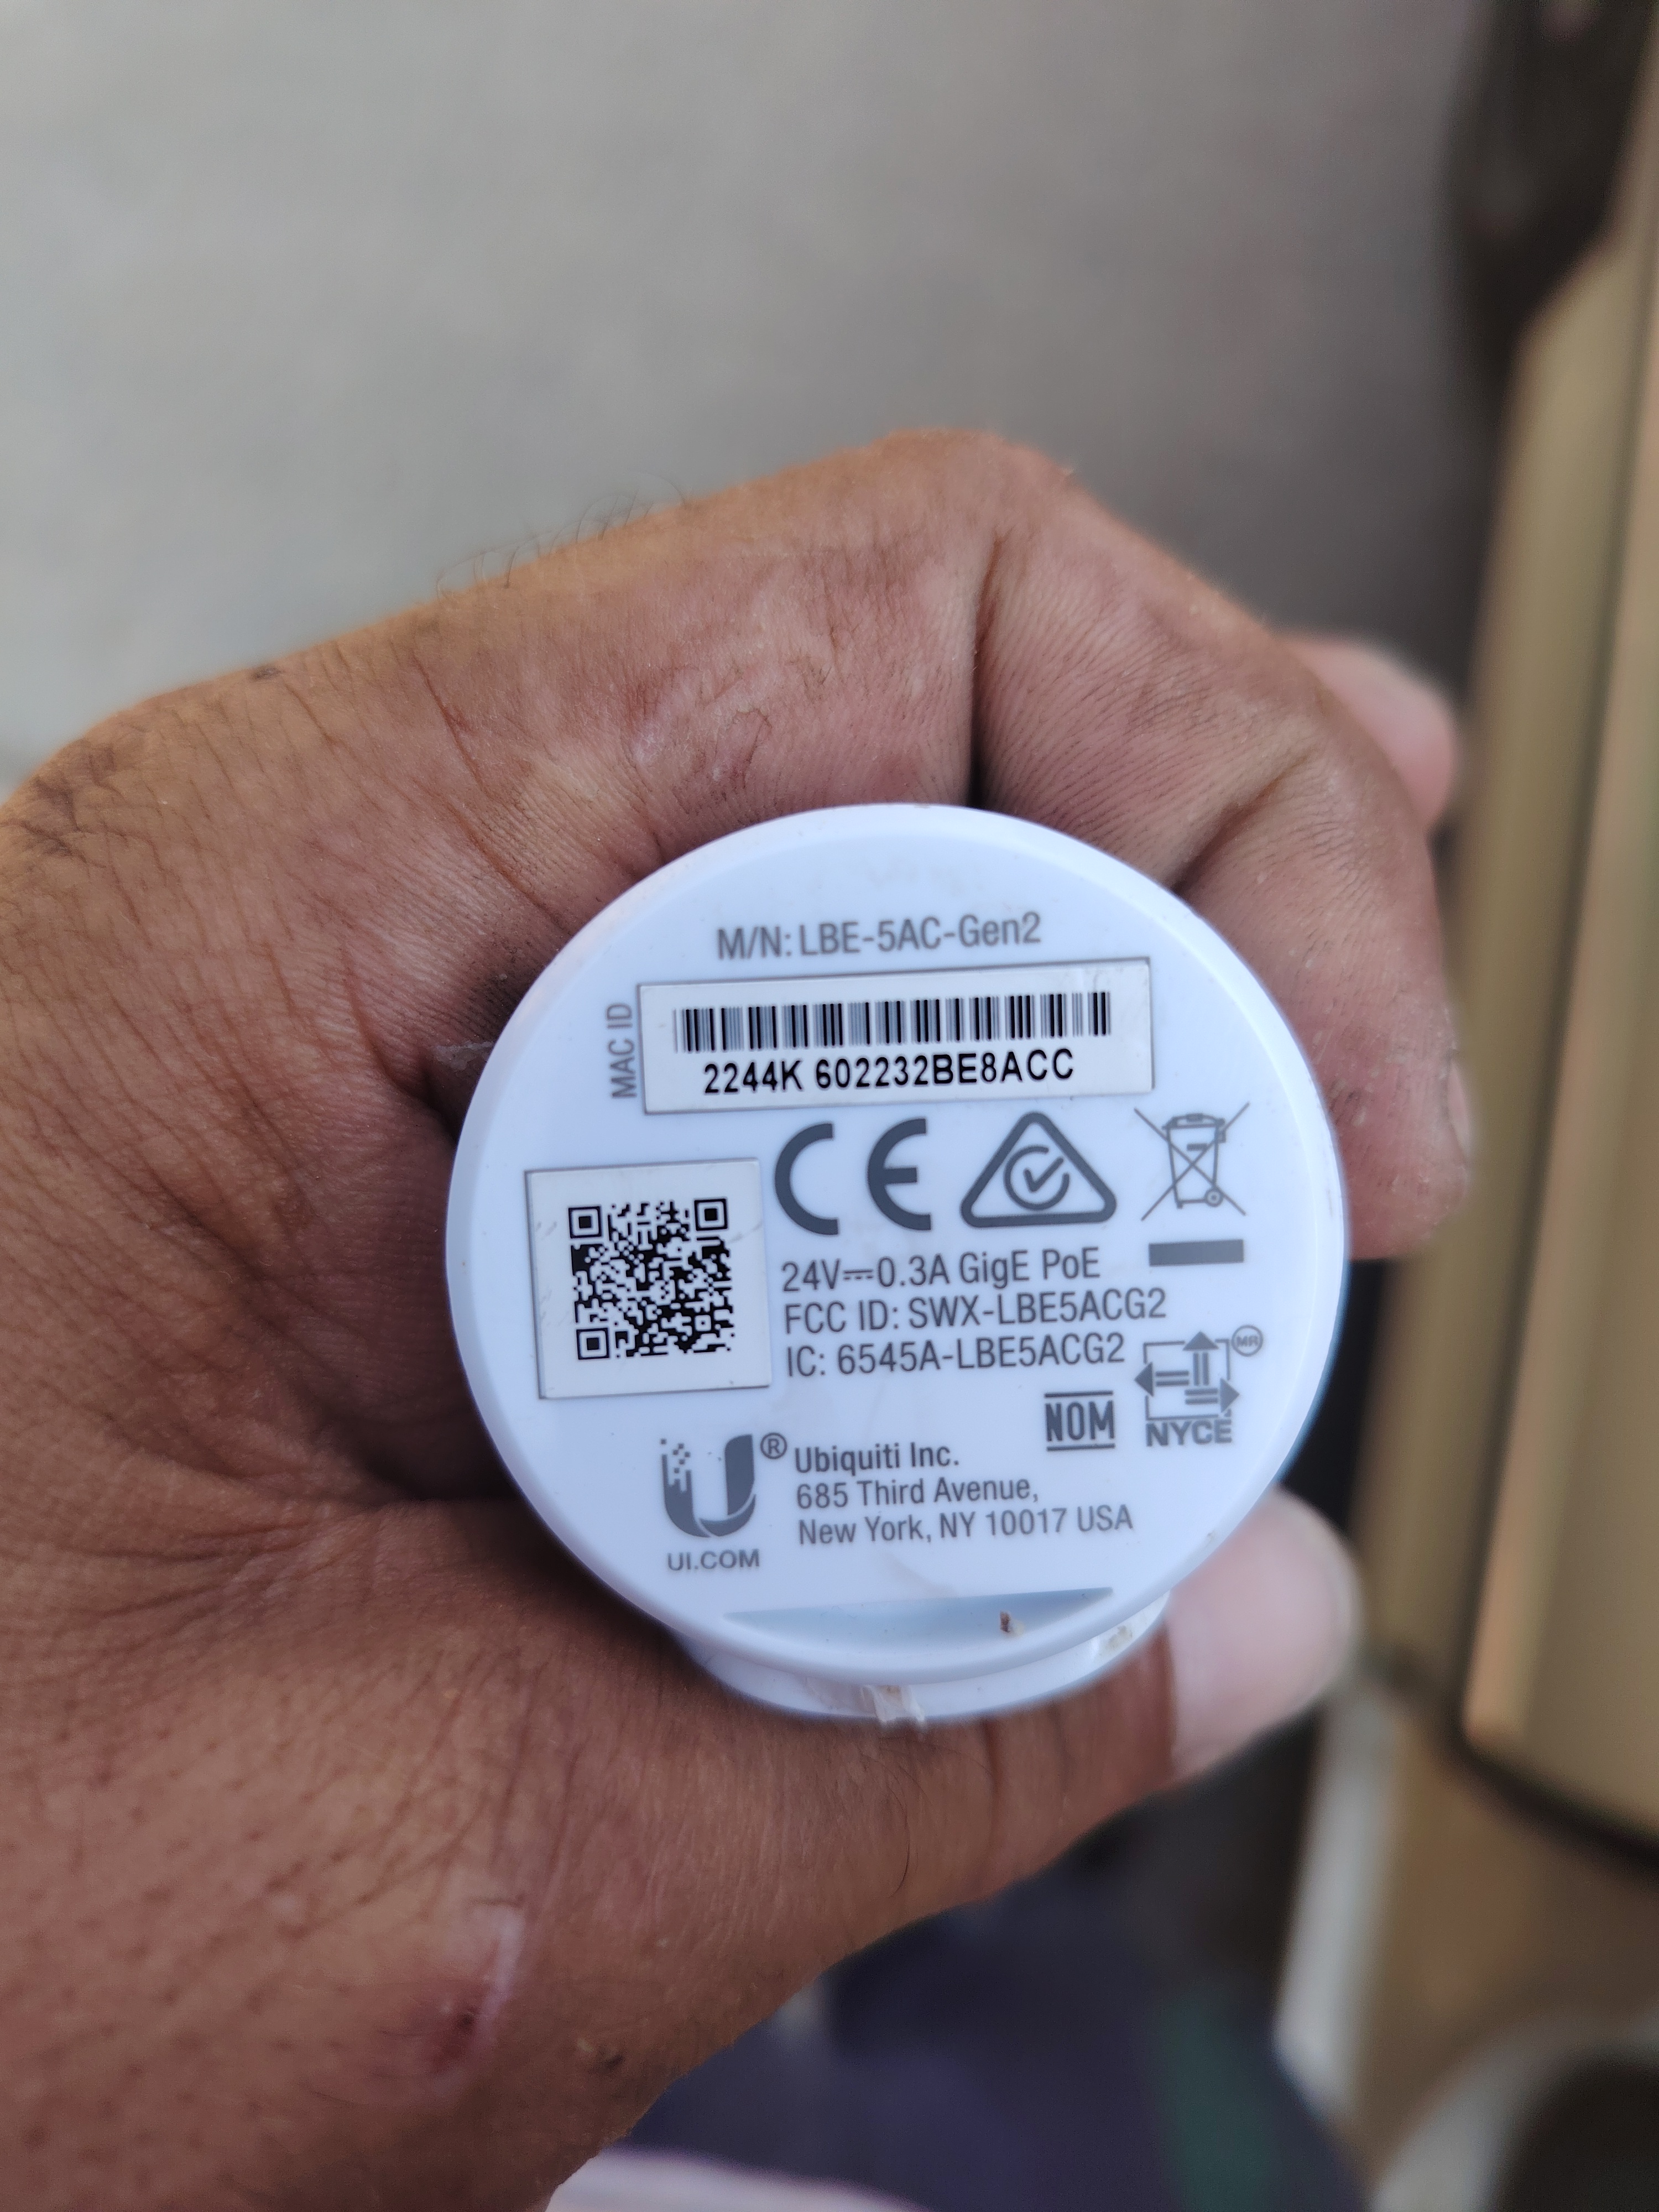 M/N: LBE-5AC-Gen2
MAC ID
2244K 602232BE8ACC
CE
24V⎓0.3A GigE PoE
FCC ID: SWX-LBE5ACG2
IC: 6545A-LBE5ACG2
MR
NOM
NYCE
U®
UI.COM
Ubiquiti Inc.
685 Third Avenue,
New York, NY 10017 USA